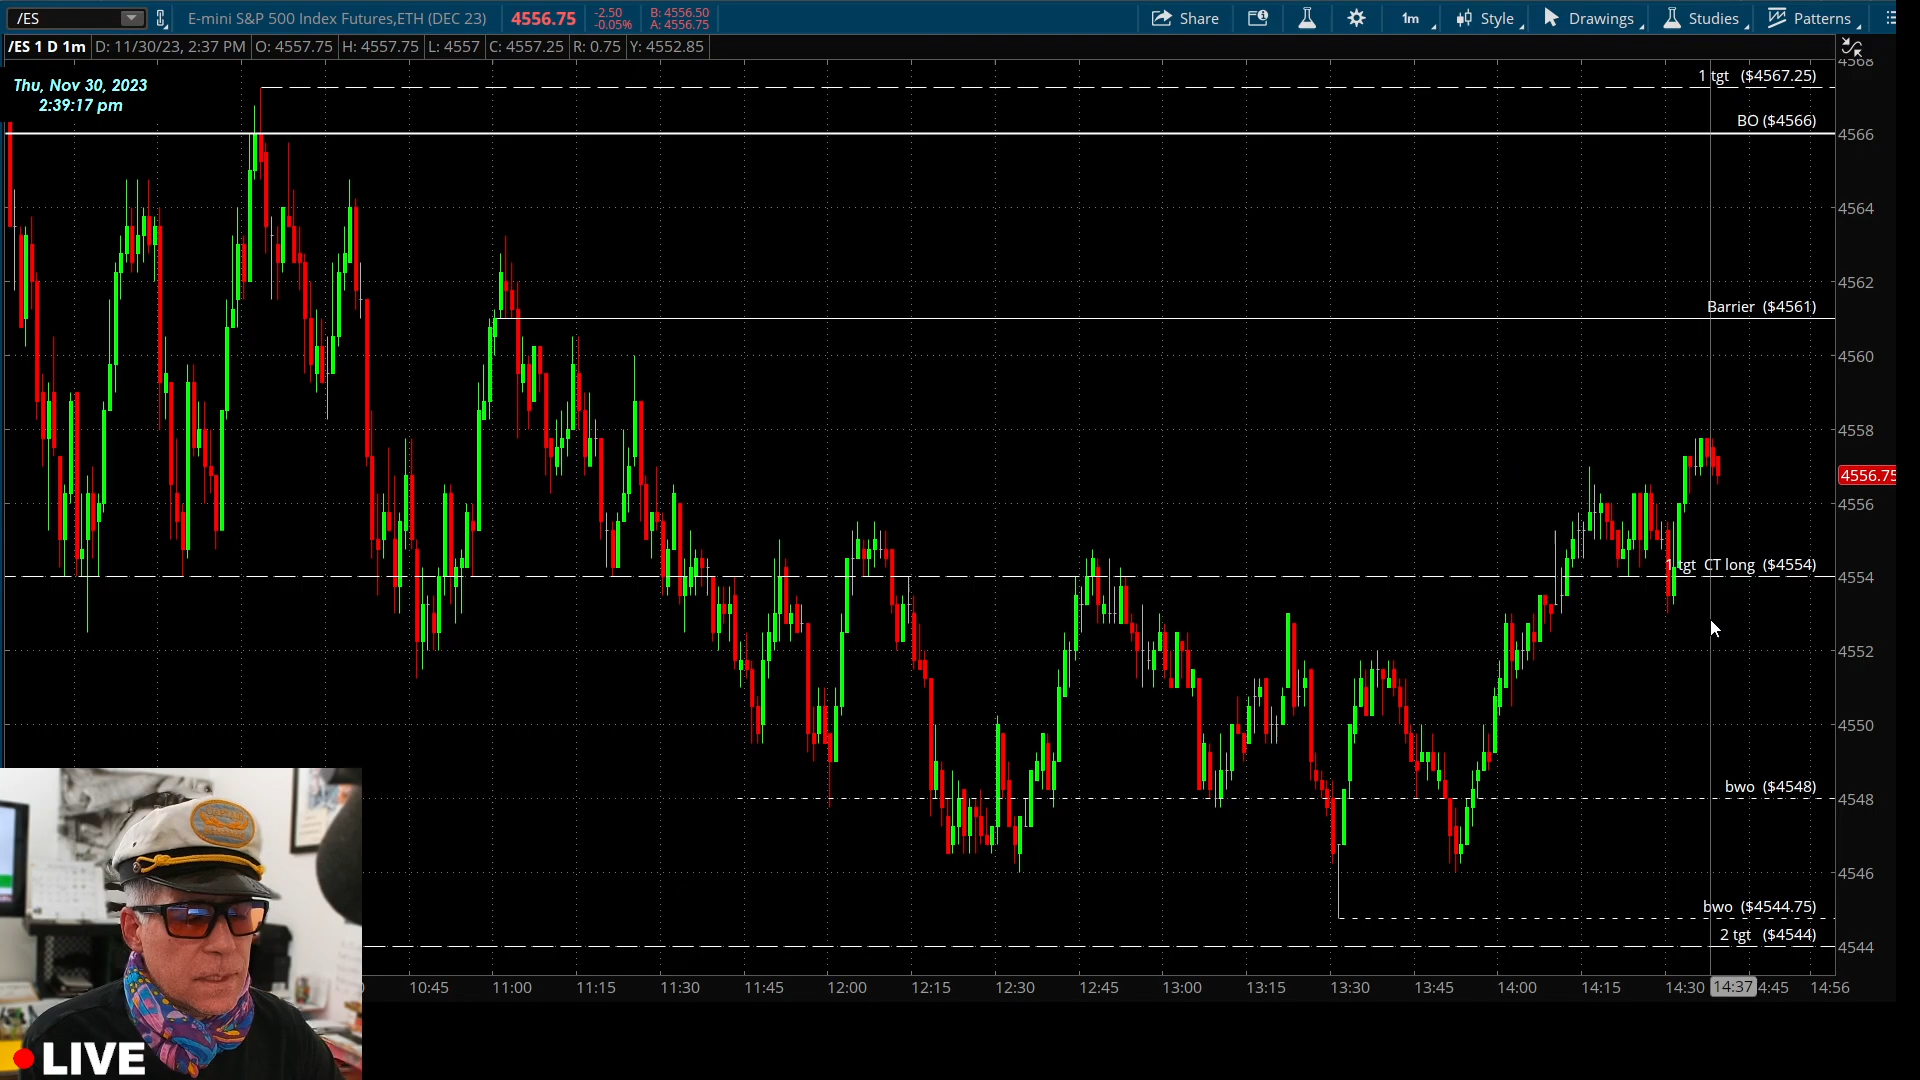 /ES E-mini S&P 500 Index Futures,ETH (DEC 23) 4556.75 -2.50 -0.05% B: 4556.50 A: 4556.75 Share 1m Style Drawings Studies Patterns
/ES 1 D 1m D: 11/30/23, 2:37 PM O: 4557.75 H: 4557.75 L: 4557 C: 4557.25 R: 0.75 Y: 4552.85
Thu, Nov 30, 2023
2:39:17 pm
4568
1 tgt ($4567.25)
BO ($4566)
4566
4564
4562
Barrier ($4561)
4560
4558
4556.75
4556
1 tgt CT long ($4554)
4554
4552
4550
bwo ($4548)
4548
4546
bwo ($4544.75)
2 tgt ($4544)
4544
10:45 11:00 11:15 11:30 11:45 12:00 12:15 12:30 12:45 13:00 13:15 13:30 13:45 14:00 14:15 14:30 14:37 4:45 14:56
LIVE